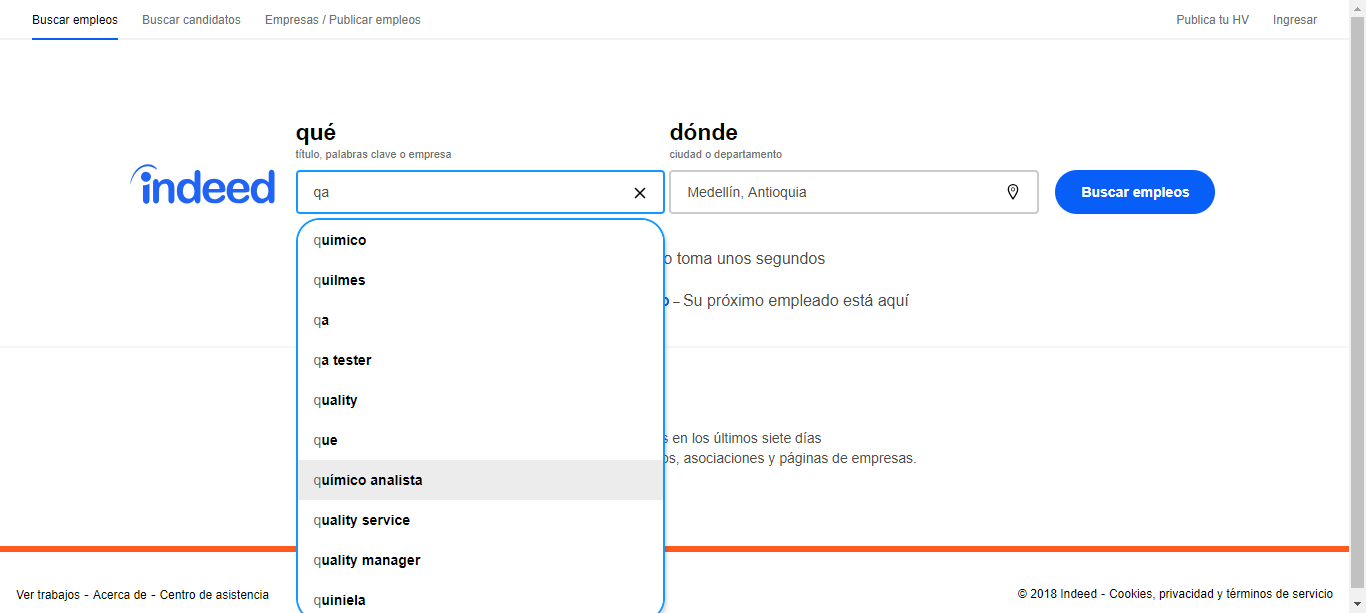 Buscar empleos Buscar candidatos Empresas / Publicar empleos Publica tu HV Ingresar
qué dónde
título, palabras clave o empresa ciudad o departamento
indeed qa Medellín, Antioquia Buscar empleos
quimico
quilmes
qa
qa tester
quality
que
químico analista
quality service
quality manager
quiniela
toma unos segundos
– Su próximo empleado está aquí
en los últimos siete días
asociaciones y páginas de empresas.
Ver trabajos - Acerca de - Centro de asistencia © 2018 Indeed - Cookies, privacidad y términos de servicio